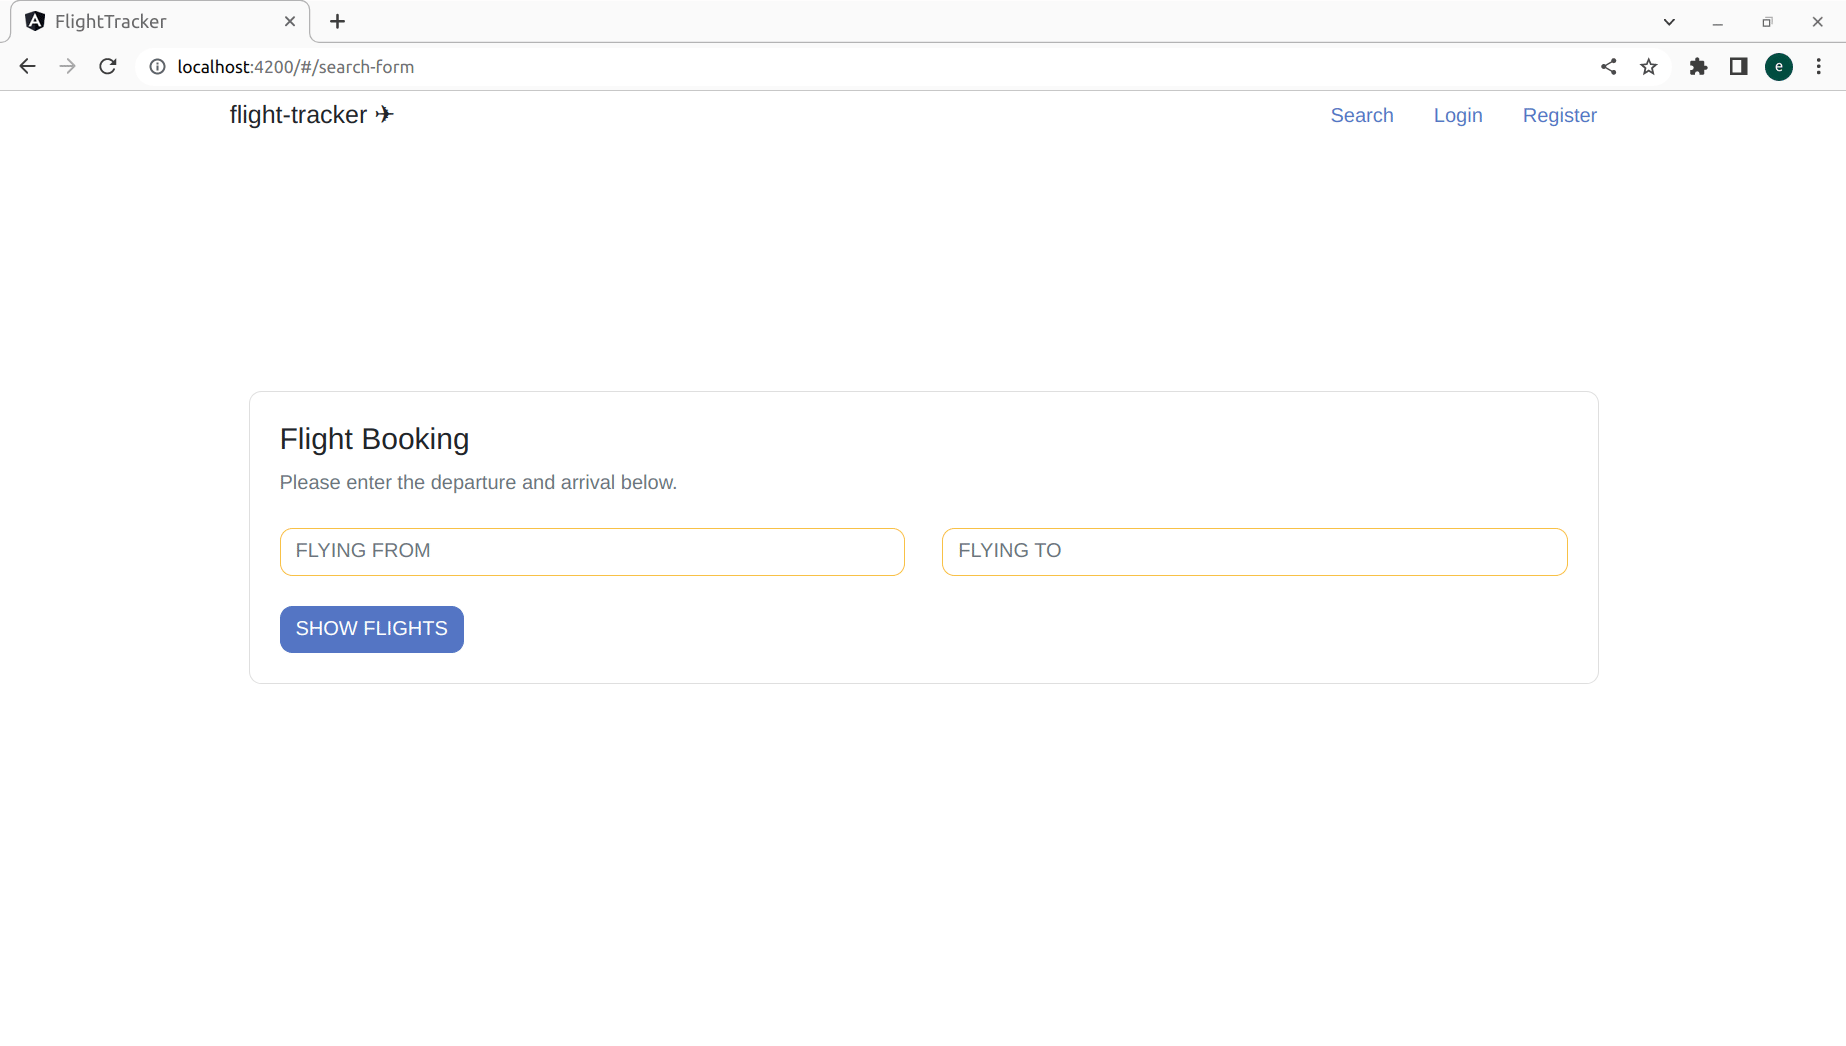 FlightTracker
localhost:4200/#/search-form
e
flight-tracker ✈ Search Login Register
Flight Booking
Please enter the departure and arrival below.
FLYING FROM FLYING TO
SHOW FLIGHTS